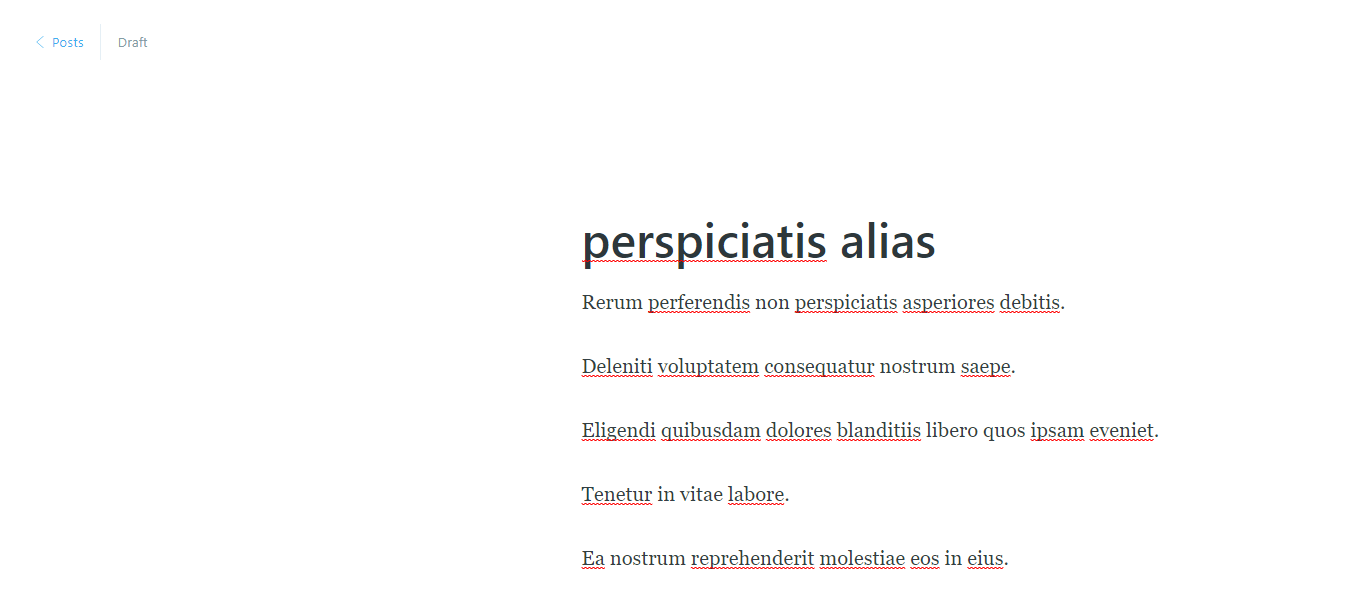 Posts
Draft
perspiciatis alias
Rerum perferendis non perspiciatis asperiores debitis.
Deleniti voluptatem consequatur nostrum saepe.
Eligendi quibusdam dolores blanditiis libero quos ipsam eveniet.
Tenetur in vitae labore.
Ea nostrum reprehenderit molestiae eos in eius.